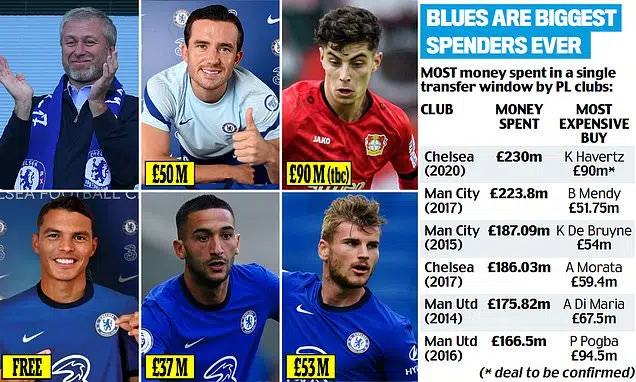 £50 M
£90 M (tbc)
JAKO
FREE
£37 M
£53 M
BLUES ARE BIGGEST
SPENDERS EVER
MOST money spent in a single
transfer window by PL clubs:
CLUB MONEY SPENT MOST EXPENSIVE BUY
Chelsea (2020) £230m K Havertz £90m*
Man City (2017) £223.8m B Mendy £51.75m
Man City (2015) £187.09m K De Bruyne £54m
Chelsea (2017) £186.03m A Morata £59.4m
Man Utd (2014) £175.82m A Di Maria £67.5m
Man Utd (2016) £166.5m P Pogba £94.5m
(* deal to be confirmed)